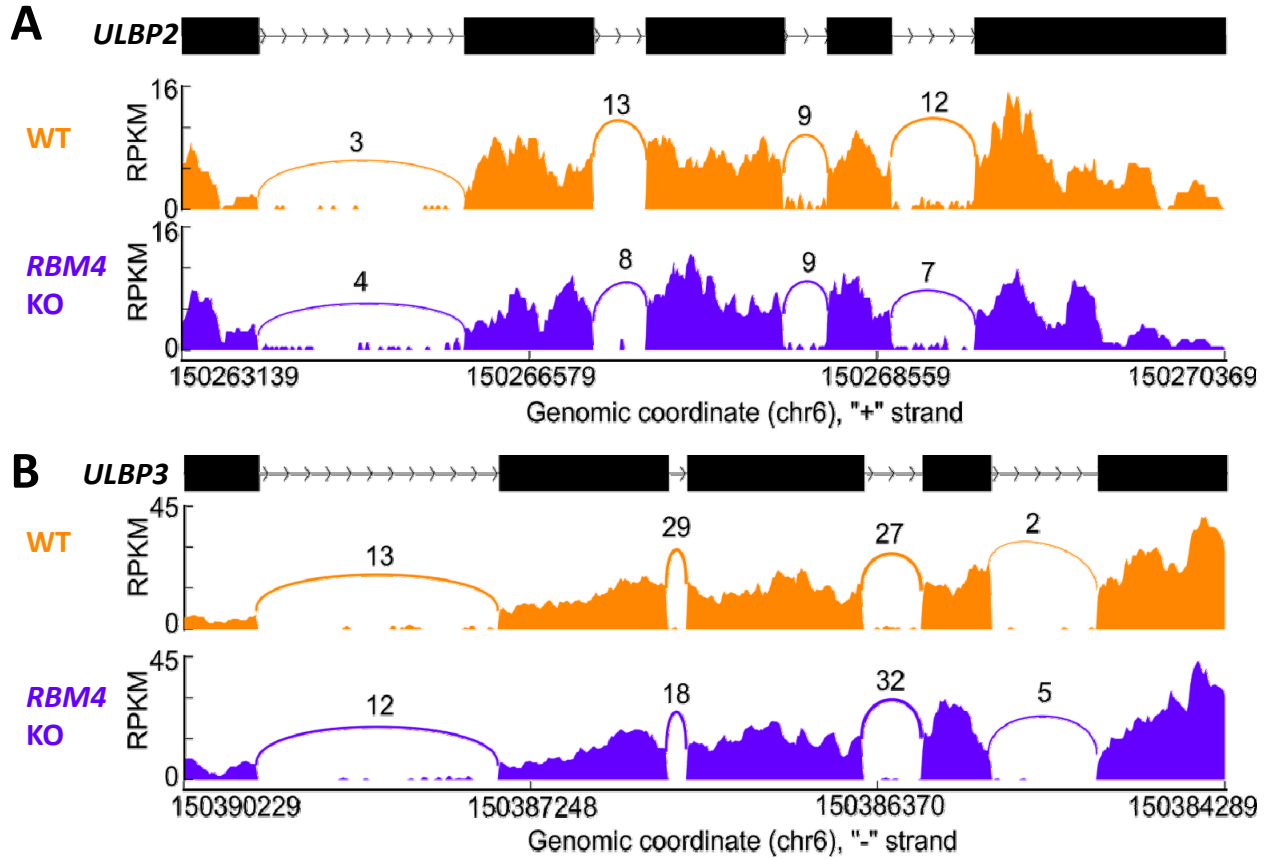 A
ULBP2
WT
RPKM
16
0
3
13
9
12
RBM4
KO
RPKM
16
0
4
8
9
7
150263139 150266579 150268559 150270369
Genomic coordinate (chr6), "+" strand
B
ULBP3
WT
RPKM
45
0
13
29
27
2
RBM4
KO
RPKM
45
0
12
18
32
5
150390229 150387248 150386370 150384289
Genomic coordinate (chr6), "-" strand